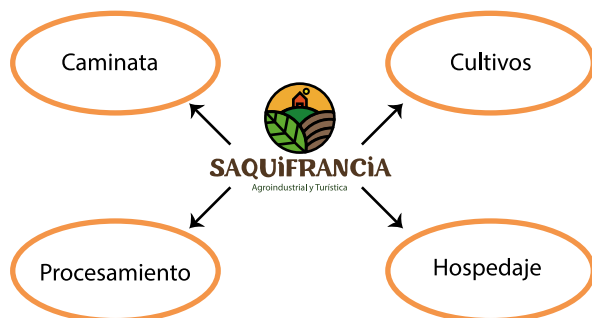 Caminata
Cultivos
SAQUiFRANCiA
Agroindustrial y Turística
Procesamiento
Hospedaje